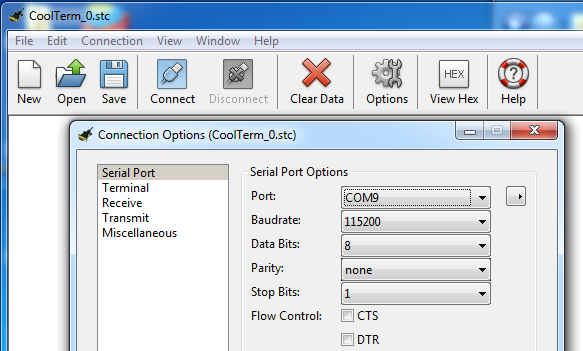 CoolTerm_0.stc
File Edit Connection View Window Help
HEX
New Open Save Connect Disconnect Clear Data Options View Hex Help
Connection Options (CoolTerm_0.stc)
Serial Port
Terminal
Receive
Transmit
Miscellaneous
Serial Port Options
Port: COM9
Baudrate: 115200
Data Bits: 8
Parity: none
Stop Bits: 1
Flow Control: CTS
DTR